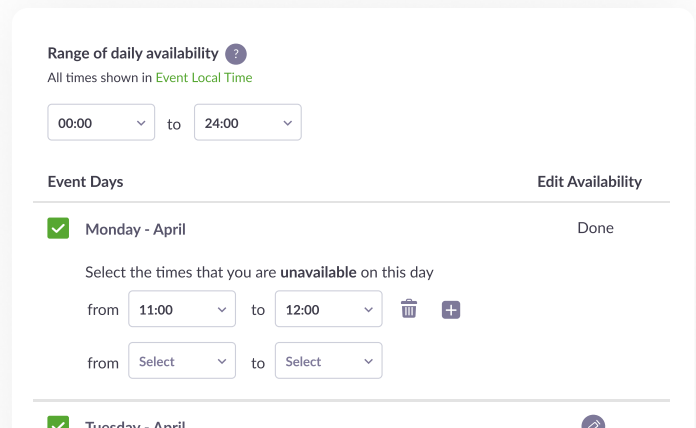 Range of daily availability ?
All times shown in Event Local Time
00:00 to 24:00
Event Days Edit Availability
Monday - April Done
Select the times that you are unavailable on this day
from 11:00 to 12:00
from Select to Select
Tuesday - April